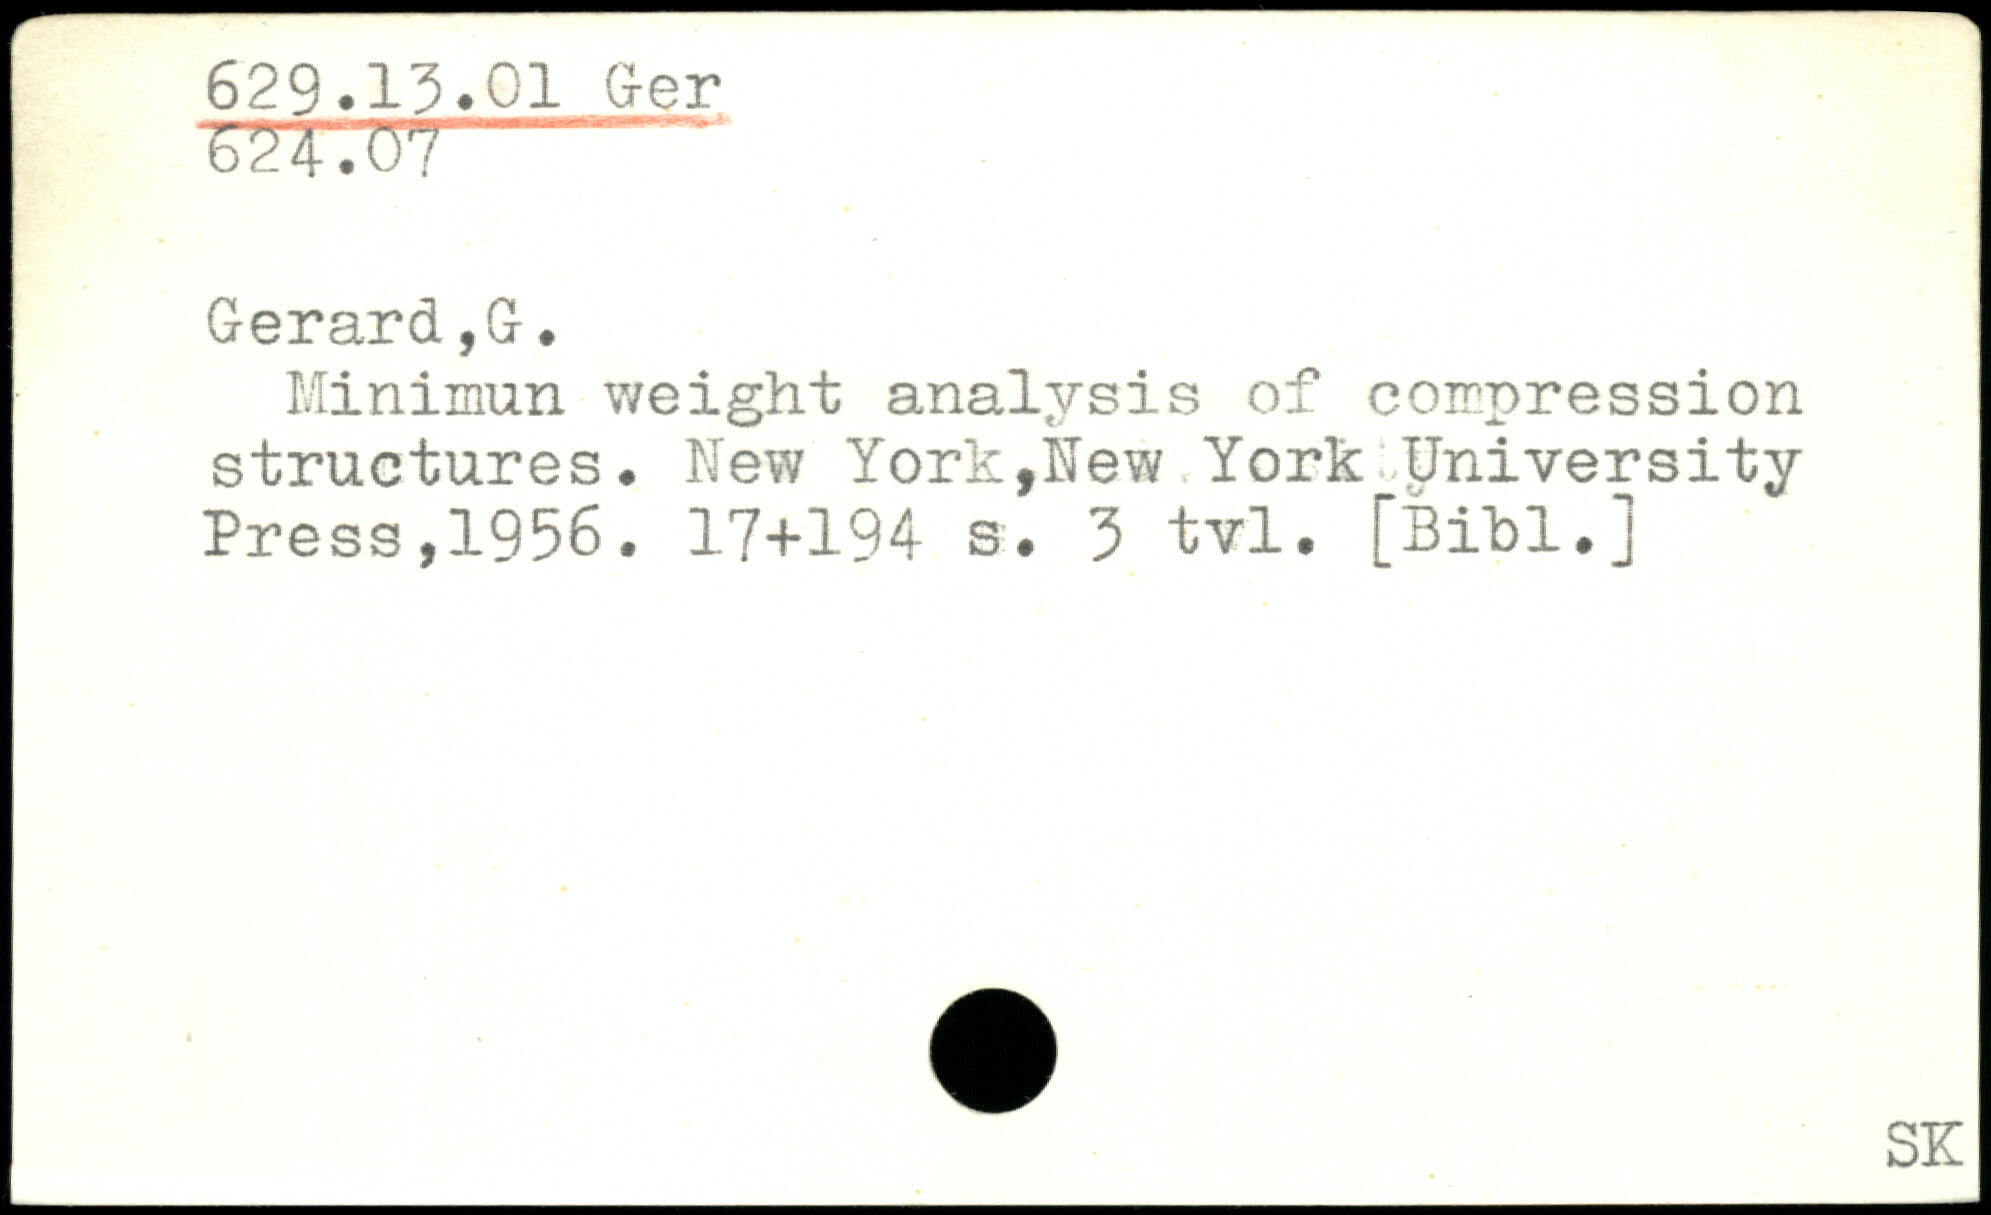 629.13.01 Ger
624.07
Gerard,G.
Minimun weight analysis of compression
structures. New York,New York University
Press,1956. 17+194 s. 3 tvl. [Bibl.]
SK